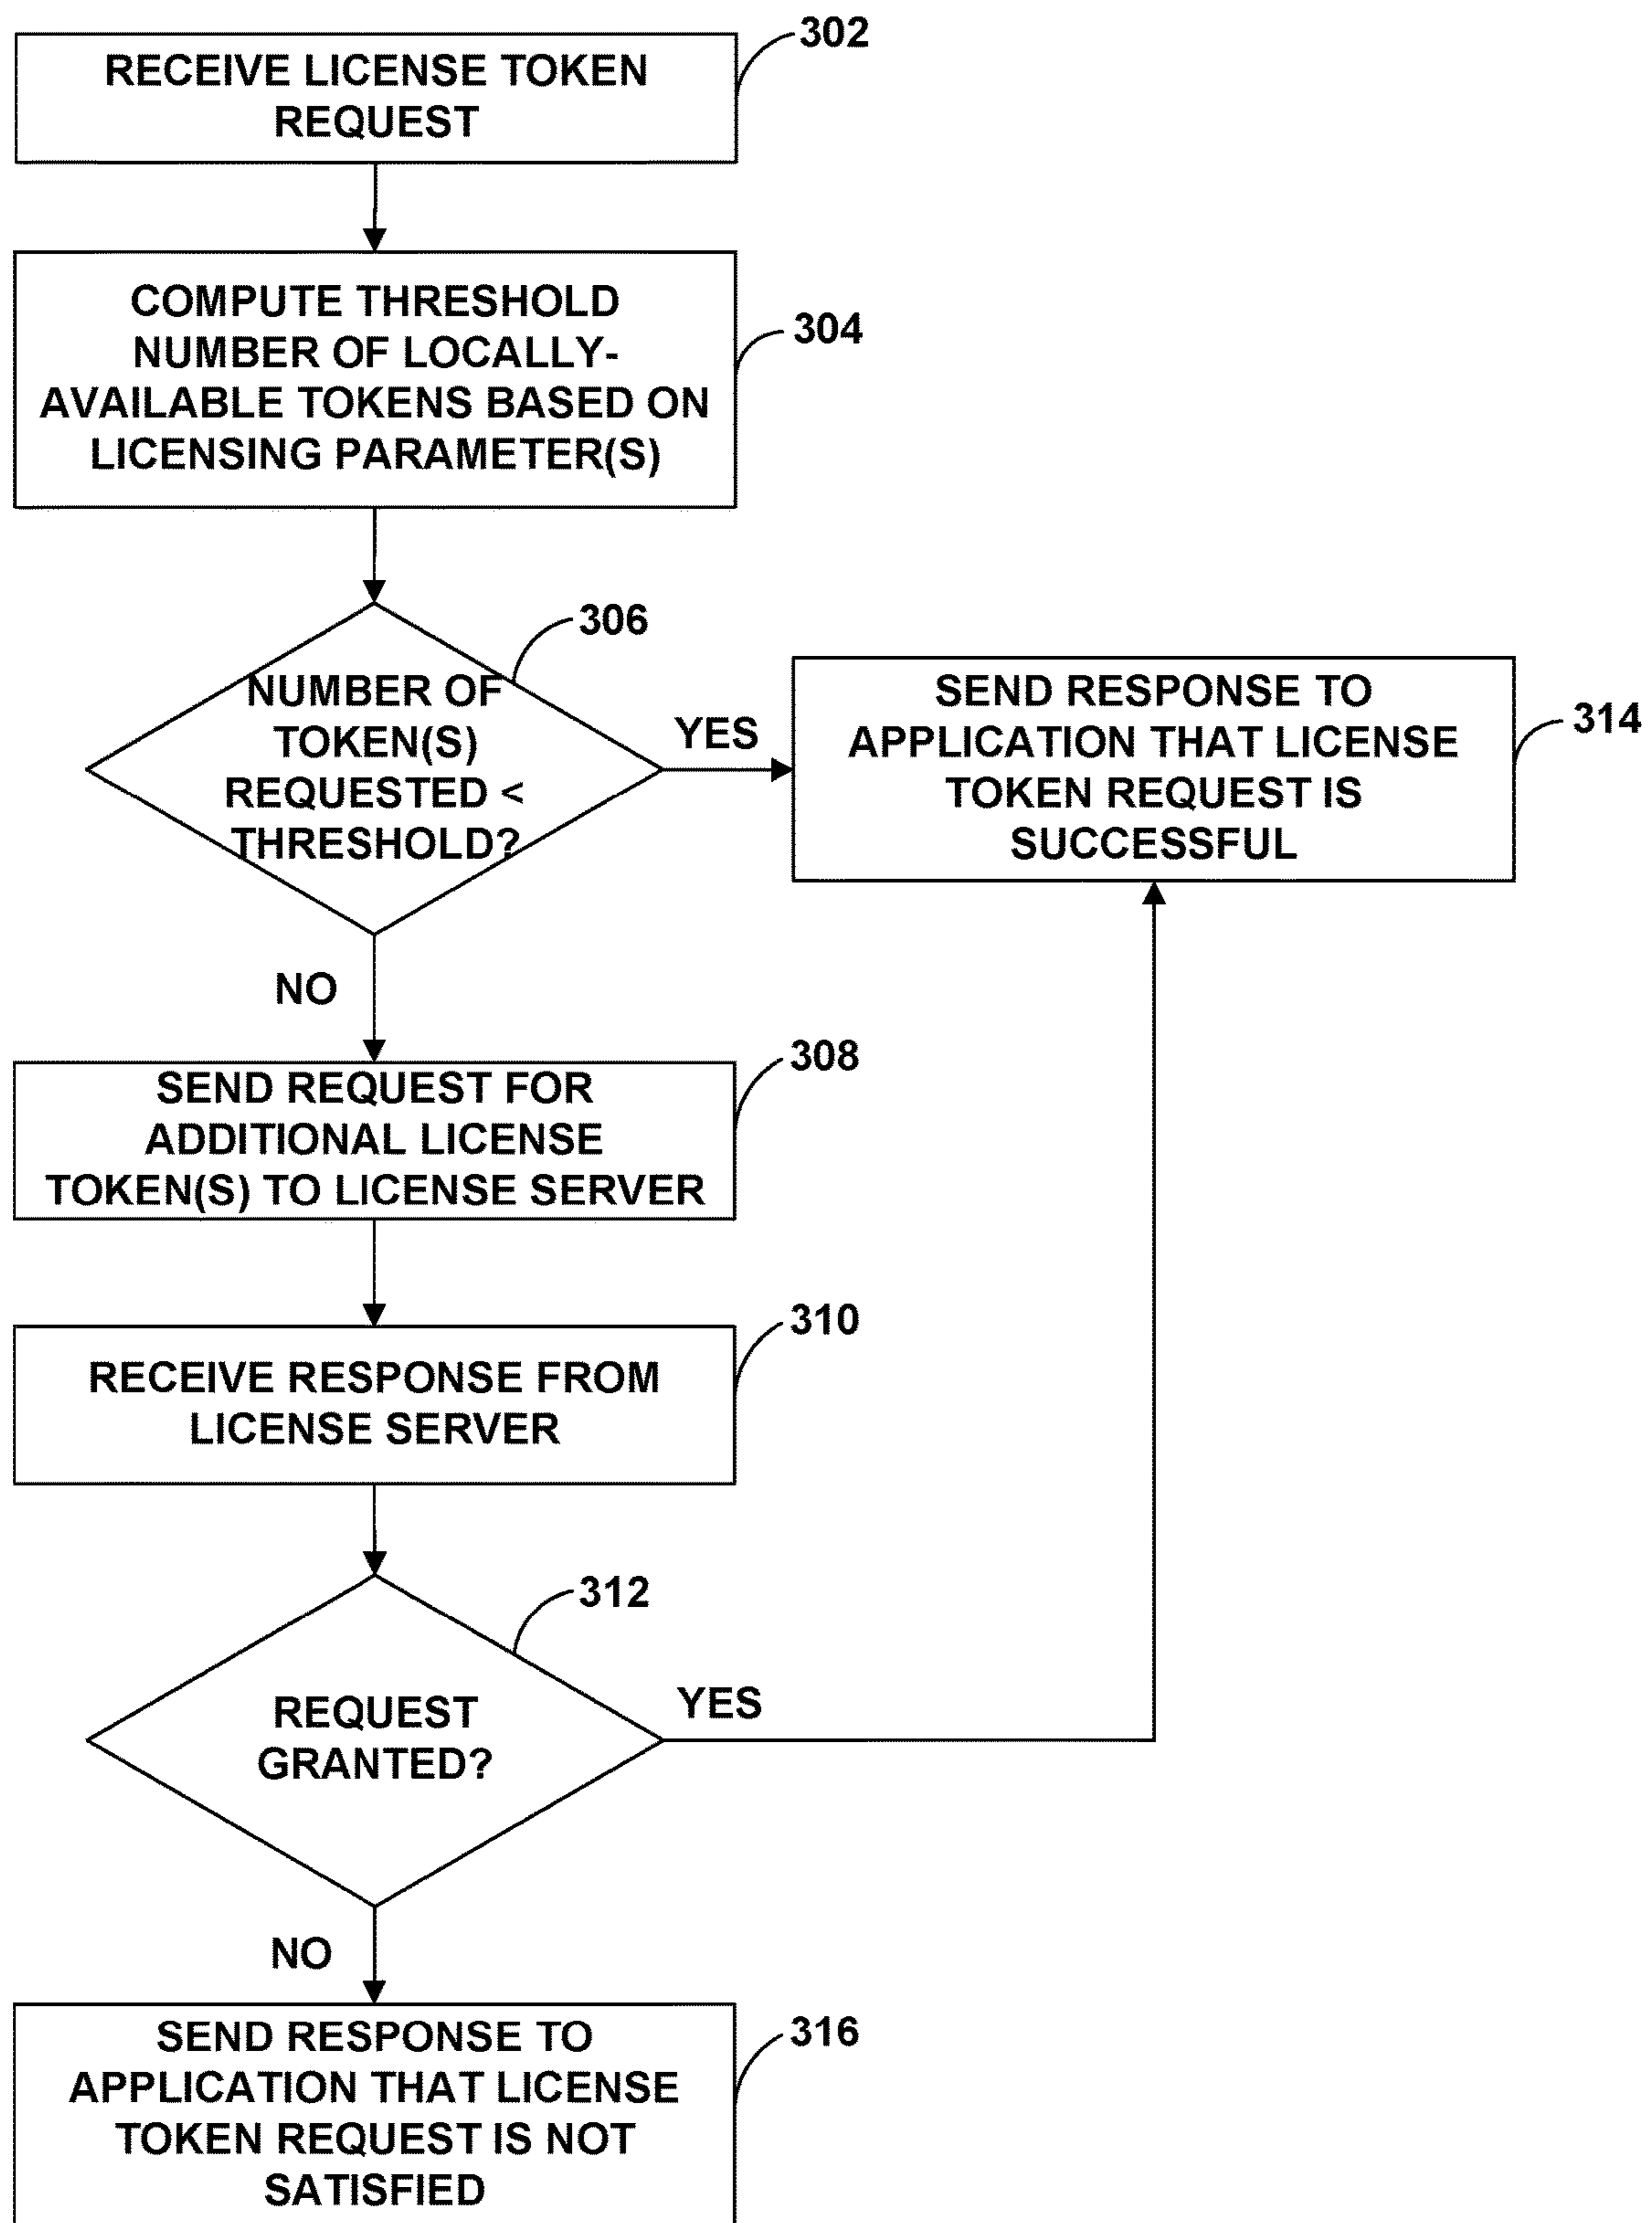 302
RECEIVE LICENSE TOKEN
REQUEST
COMPUTE THRESHOLD
NUMBER OF LOCALLY-
AVAILABLE TOKENS BASED ON
LICENSING PARAMETER(S)
304
306
NUMBER OF
TOKEN(S)
REQUESTED <
THRESHOLD?
YES
SEND RESPONSE TO
APPLICATION THAT LICENSE
TOKEN REQUEST IS
SUCCESSFUL
314
NO
308
SEND REQUEST FOR
ADDITIONAL LICENSE
TOKEN(S) TO LICENSE SERVER
310
RECEIVE RESPONSE FROM
LICENSE SERVER
312
REQUEST
GRANTED?
YES
NO
316
SEND RESPONSE TO
APPLICATION THAT LICENSE
TOKEN REQUEST IS NOT
SATISFIED